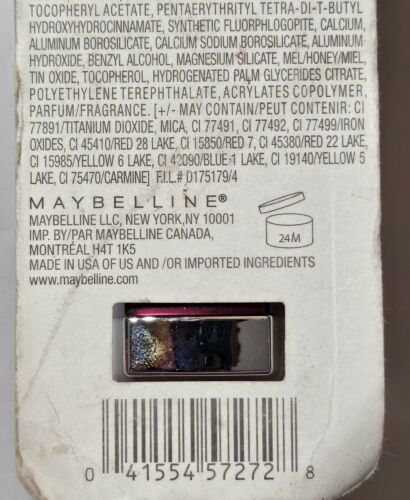 TOCOPHERYL ACETATE, PENTAERYTHRITYL TETRA-DI-T-BUTYL
HYDROXYHYDROCINNAMATE, SYNTHETIC FLUORPHLOGOPITE, CALCIUM,
ALUMINUM BOROSILICATE, CALCIUM SODIUM BOROSILICATE, ALUMINUM
HYDROXIDE, BENZYL ALCOHOL, MAGNESIUM SILICATE, MEL/HONEY/MIEL,
TIN OXIDE, TOCOPHEROL, HYDROGENATED PALM GLYCERIDES CITRATE,
POLYETHYLENE TEREPHTHALATE, ACRYLATES COPOLYMER,
PARFUM/FRAGRANCE. [+/- MAY CONTAIN/PEUT CONTENIR: CI
77891/TITANIUM DIOXIDE, MICA, CI 77491, CI 77492, CI 77499/IRON
OXIDES, CI 45410/RED 28 LAKE, CI 15850/RED 7, CI 45380/RED 22 LAKE,
CI 15985/YELLOW 6 LAKE, CI 42090/BLUE 1 LAKE, CI 19140/YELLOW 5
LAKE, CI 75470/CARMINE] F.I.L.# D175179/4
MAYBELLINE®
MAYBELLINE LLC, NEW YORK, NY 10001
IMP. BY/PAR MAYBELLINE CANADA,
MONTRÉAL H4T 1K5
24M
MADE IN USA OF US AND /OR IMPORTED INGREDIENTS
www.maybelline.com
0 41554 57272 8